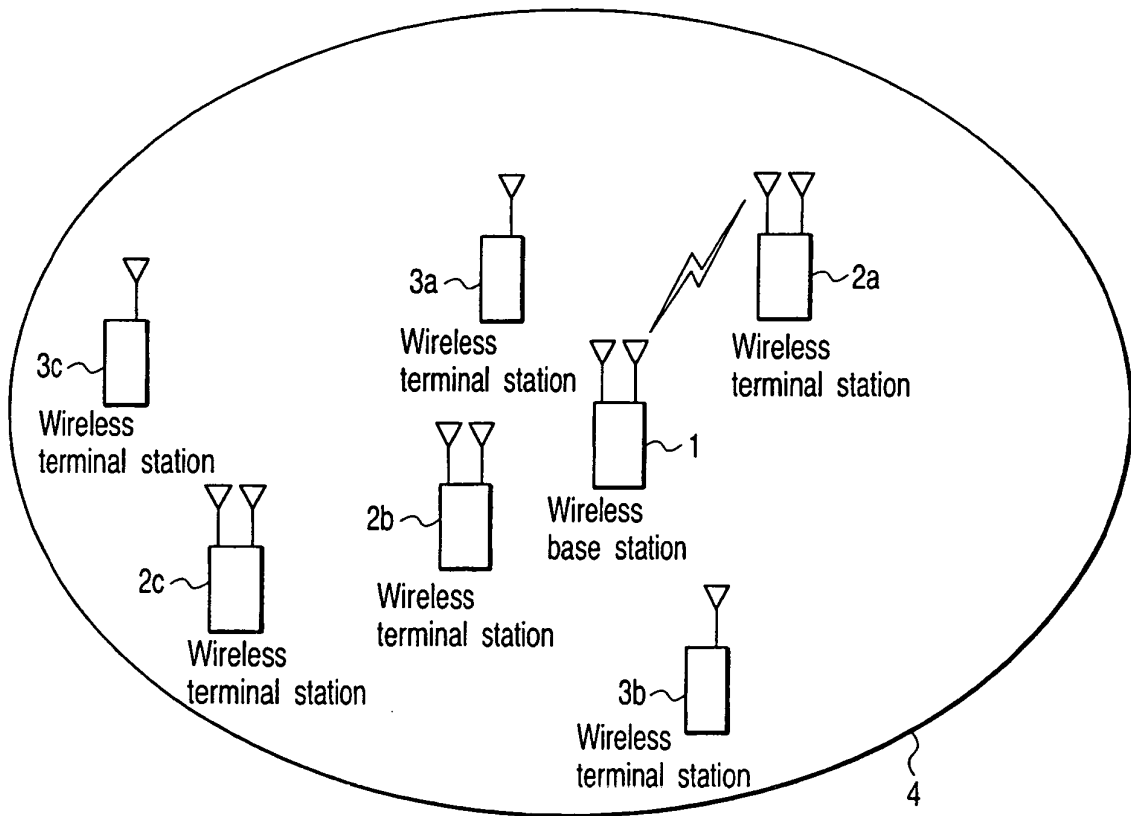 3a
Wireless
terminal station
2a
Wireless
terminal station
3c
Wireless
terminal station
1
Wireless
base station
2b
Wireless
terminal station
2c
Wireless
terminal station
3b
Wireless
terminal station
4